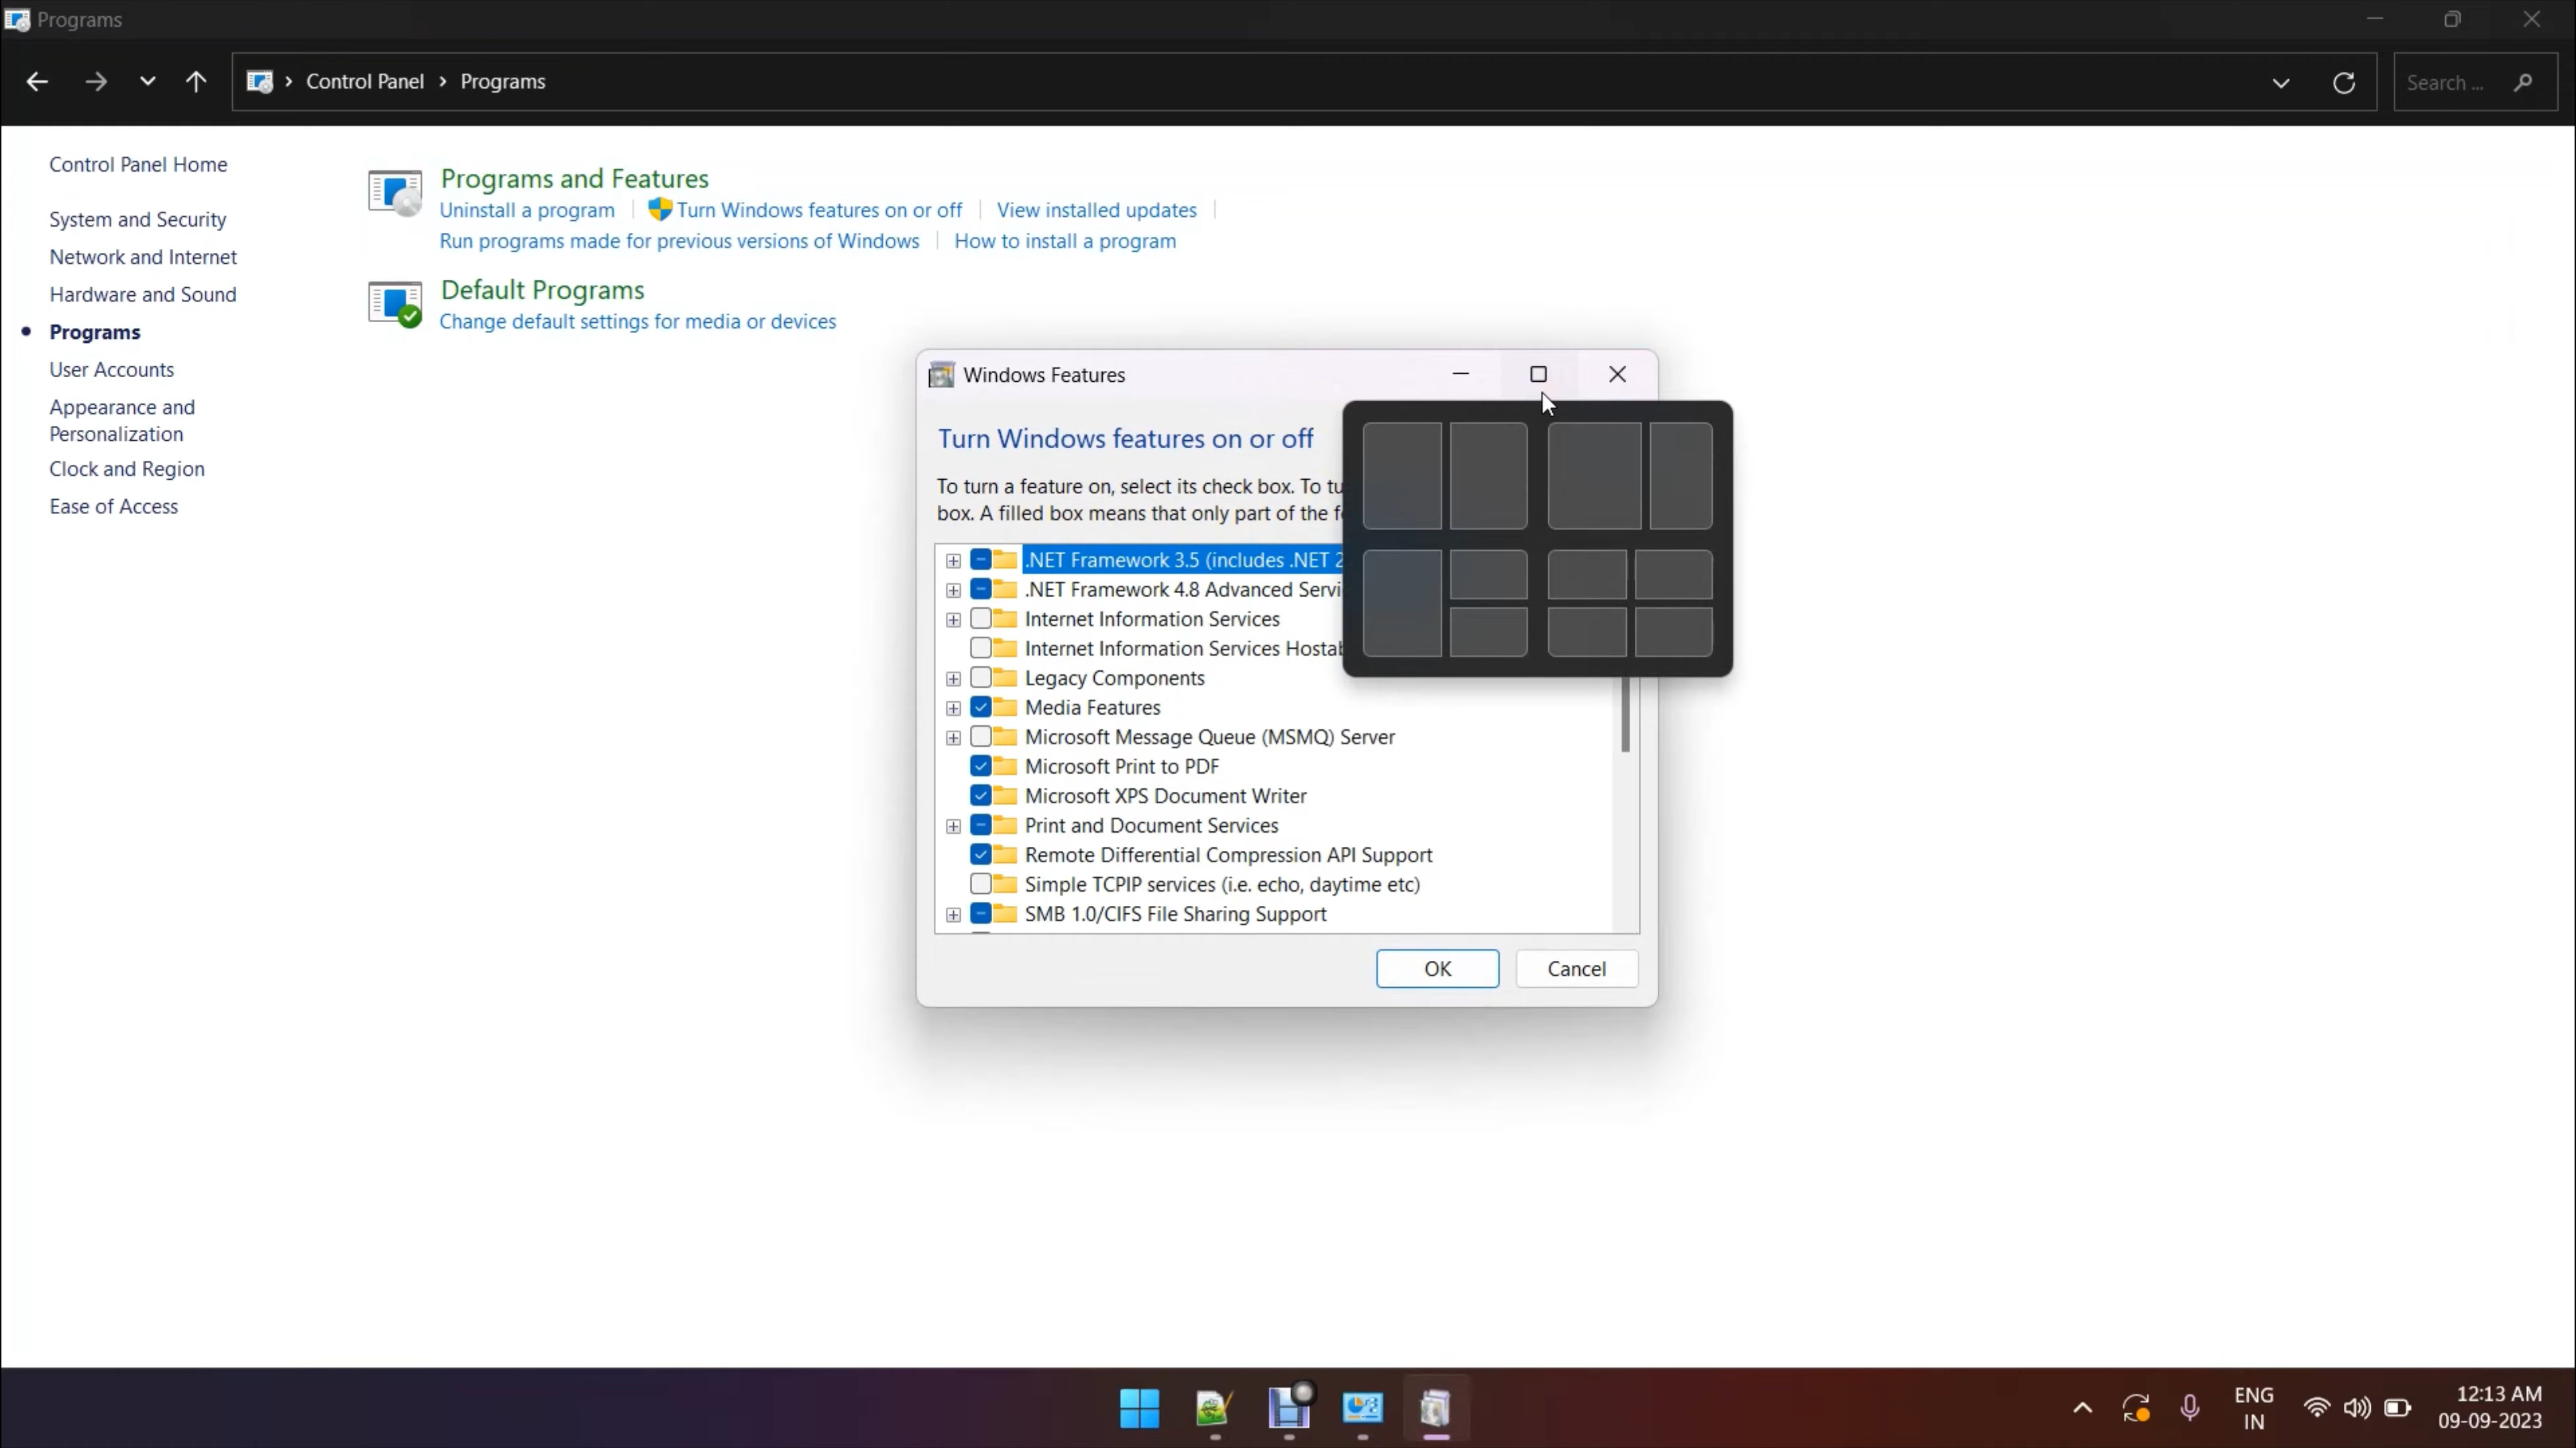 Programs
Control Panel > Programs
Search ...
Control Panel Home
System and Security
Network and Internet
Hardware and Sound
Programs
User Accounts
Appearance and
Personalization
Clock and Region
Ease of Access
Programs and Features
Uninstall a program
Turn Windows features on or off
View installed updates
Run programs made for previous versions of Windows
How to install a program
Default Programs
Change default settings for media or devices
Windows Features
Turn Windows features on or off
To turn a feature on, select its check box. To
box. A filled box means that only part of the
.NET Framework 3.5 (includes .NET 2
.NET Framework 4.8 Advanced
Internet Information Services
Internet Information Services
Legacy Components
Media Features
Microsoft Message Queue (MSMQ) Server
Microsoft Print to PDF
Microsoft XPS Document Writer
Print and Document Services
Remote Differential Compression API Support
Simple TCPIP services (i.e. echo, daytime etc)
SMB 1.0/CIFS File Sharing Support
OK
Cancel
ENG
IN
12:13 AM
09-09-2023